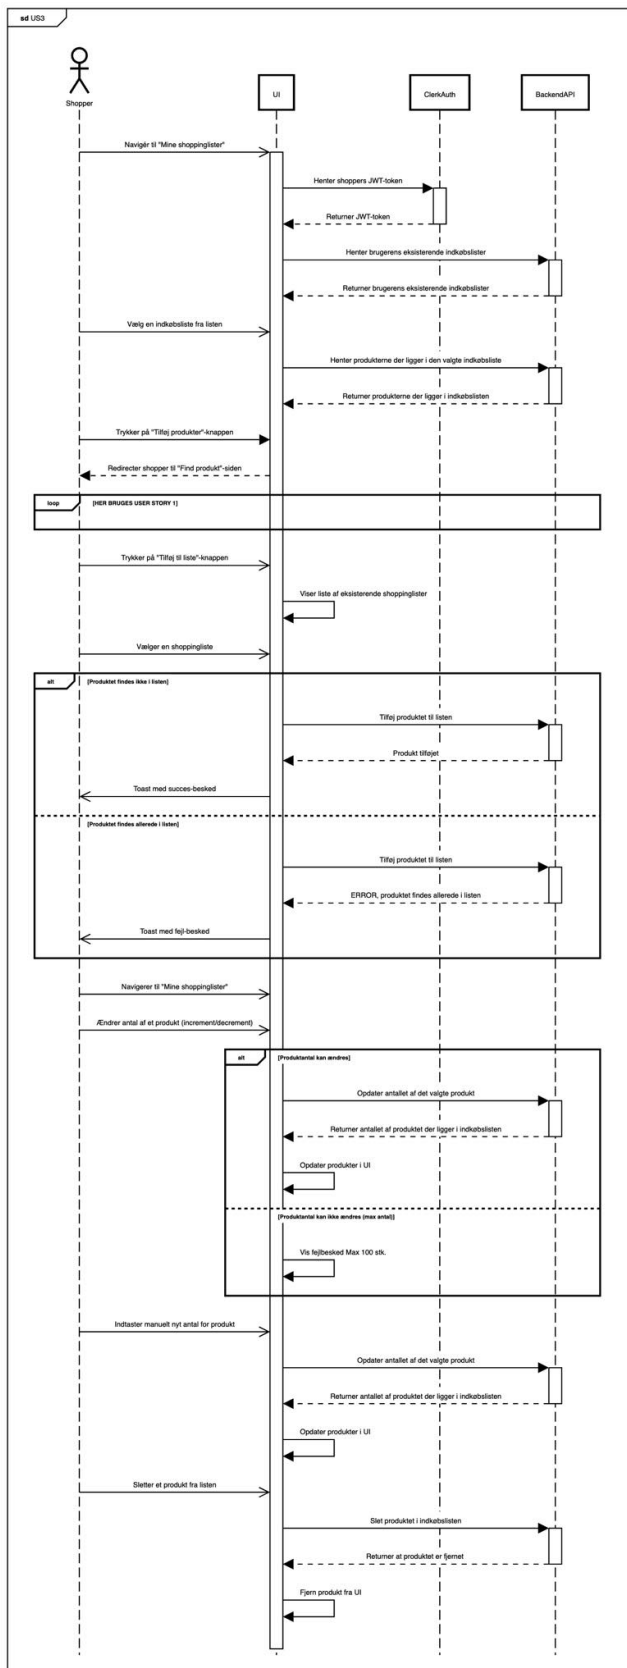 sd US3
Shopper
UI
ClerkAuth
BackendAPI
Navigér til "Mine shoppinglister"
Henter shoppers JWT-token
Returner JWT-token
Henter brugerens eksisterende indkøbslister
Returner brugerens eksisterende indkøbslister
Vælg en indkøbsliste fra listen
Henter produkterne der ligger i den valgte indkøbsliste
Returner produkterne der ligger i indkøbslisten
Trykker på "Tilføj produkter"-knappen
Redirecter shopper til "Find produkt"-siden
loop
[HER BRUGES USER STORY 1]
Trykker på "Tilføj til liste"-knappen
Viser liste af eksisterende shoppinglister
Vælger en shoppingliste
alt
[Produktet findes ikke i listen]
Tilføj produktet til listen
Produkt tilføjet
Toast med succes-besked
[Produktet findes allerede i listen]
Tilføj produktet til listen
ERROR, produktet findes allerede i listen
Toast med fejl-besked
Navigerer til "Mine shoppinglister"
Ændrer antal af et produkt (increment/decrement)
alt
[Produktantal kan ændres]
Opdater antallet af det valgte produkt
Returner antallet af produktet der ligger i indkøbslisten
Opdater produkter i UI
[Produktantal kan ikke ændres (max antal)]
Vis fejlbesked Max 100 stk.
Indtaster manuelt nyt antal for produkt
Opdater antallet af det valgte produkt
Returner antallet af produktet der ligger i indkøbslisten
Opdater produkter i UI
Sletter et produkt fra listen
Slet produktet i indkøbslisten
Returner at produktet er fjernet
Fjern produkt fra UI